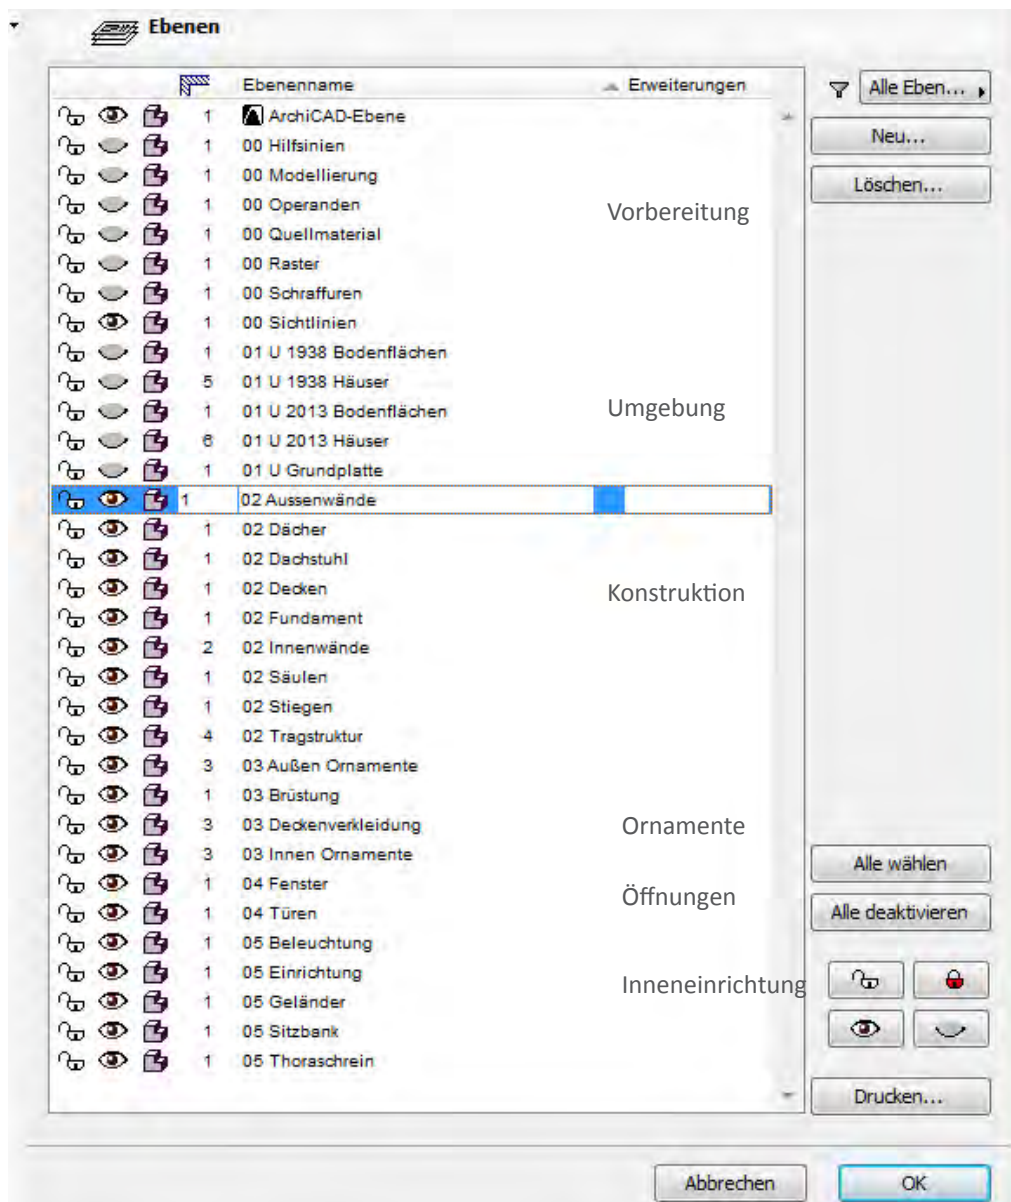 Ebenen
Ebenenname Erweiterungen Alle Eben...
1 ArchiCAD-Ebene
Neu...
1 00 Hilfsinien
1 00 Modellierung
Löschen...
1 00 Operanden
Vorbereitung
1 00 Quellmaterial
1 00 Raster
1 00 Schraffuren
1 00 Sichtlinien
1 01 U 1938 Bodenflächen
5 01 U 1938 Häuser
1 01 U 2013 Bodenflächen
Umgebung
6 01 U 2013 Häuser
1 01 U Grundplatte
1 02 Aussenwände
1 02 Dächer
1 02 Dachstuhl
1 02 Decken
Konstruktion
1 02 Fundament
2 02 Innenwände
1 02 Säulen
1 02 Stiegen
4 02 Tragstruktur
3 03 Außen Ornamente
1 03 Brüstung
3 03 Deckenverkleidung
Ornamente
3 03 Innen Ornamente
Alle wählen
1 04 Fenster
Öffnungen
1 04 Türen
Alle deaktivieren
1 05 Beleuchtung
1 05 Einrichtung
Inneneinrichtung
1 05 Geländer
1 05 Sitzbank
1 05 Thoraschrein
Drucken...
Abbrechen OK